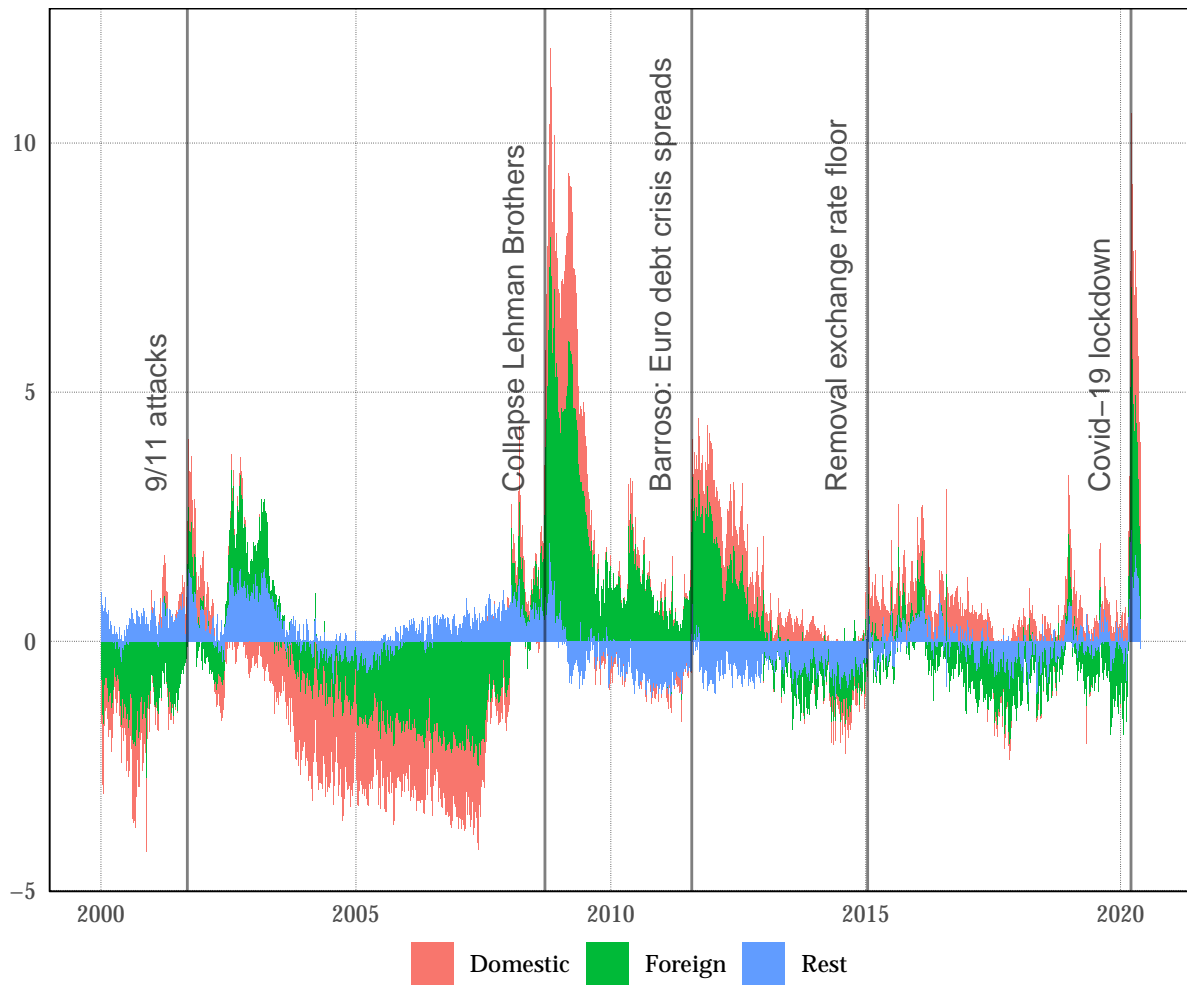 10
5
0
−5
9/11 attacks
Collapse Lehman Brothers
Barroso: Euro debt crisis spreads
Removal exchange rate floor
Covid−19 lockdown
2000 2005 2010 2015 2020
Domestic Foreign Rest